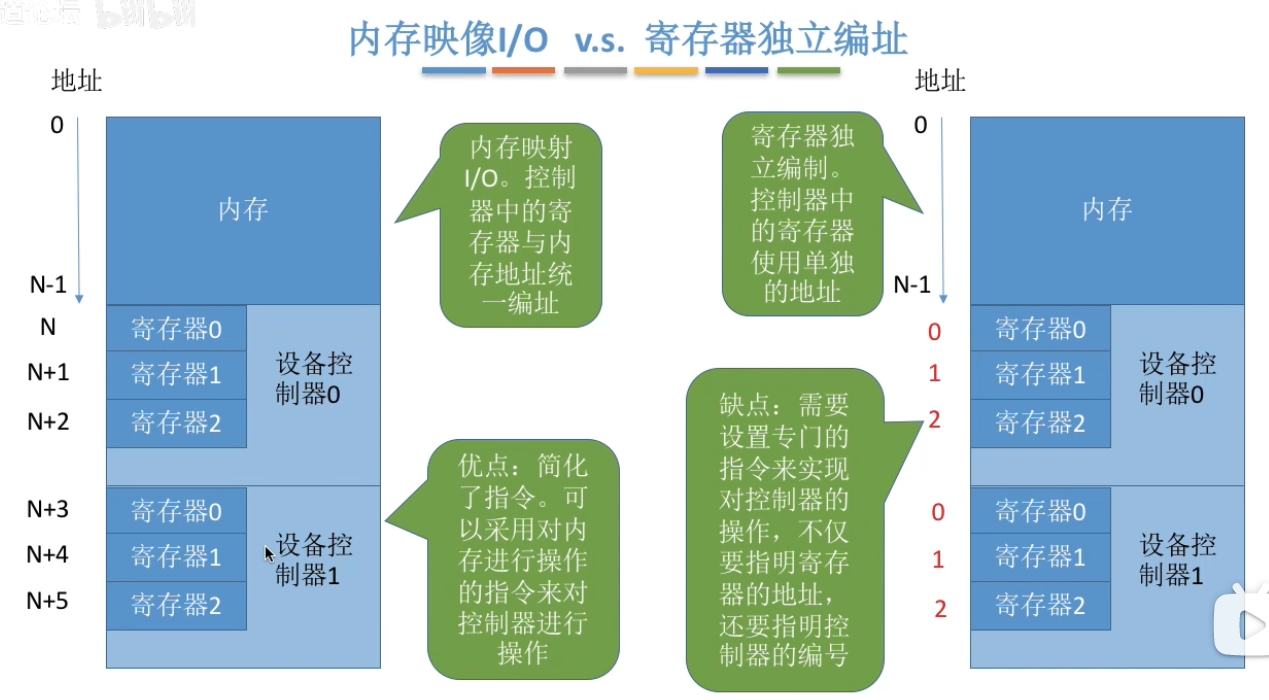 道论坛 bilibili
内存映像I/O v.s. 寄存器独立编址
地址
0
内存
N-1
N
寄存器0
N+1
寄存器1
N+2
寄存器2
设备控
制器0
N+3
寄存器0
N+4
寄存器1
N+5
寄存器2
设备控
制器1
内存映射
I/O。控制
器中的寄
存器与内
存地址统
一编址
优点：简化
了指令。可
以采用对内
存进行操作
的指令来对
控制器进行
操作
寄存器独
立编制。
控制器中
的寄存器
使用单独
的地址
缺点：需要
设置专门的
指令来实现
对控制器的
操作，不仅
要指明寄存
器的地址，
还要指明控
制器的编号
地址
0
内存
N-1
0
寄存器0
1
寄存器1
2
寄存器2
设备控
制器0
0
寄存器0
1
寄存器1
2
寄存器2
设备控
制器1